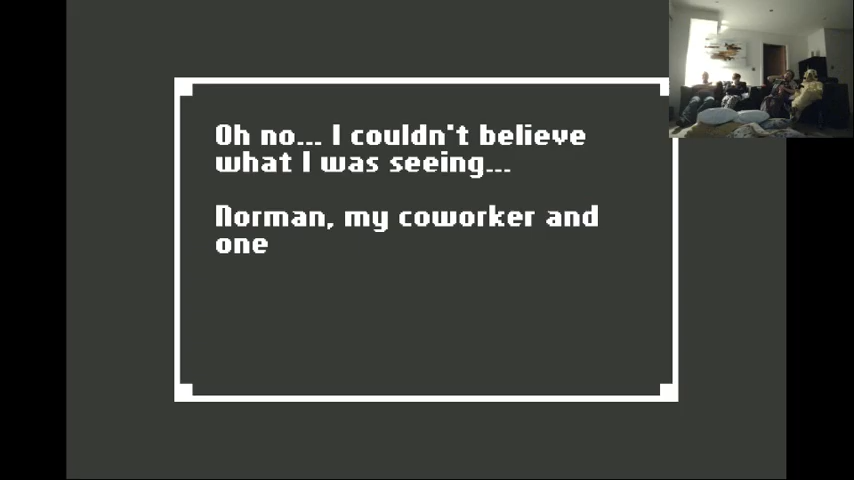 Oh no... I couldn't believe
what I was seeing...
Norman, my coworker and
one